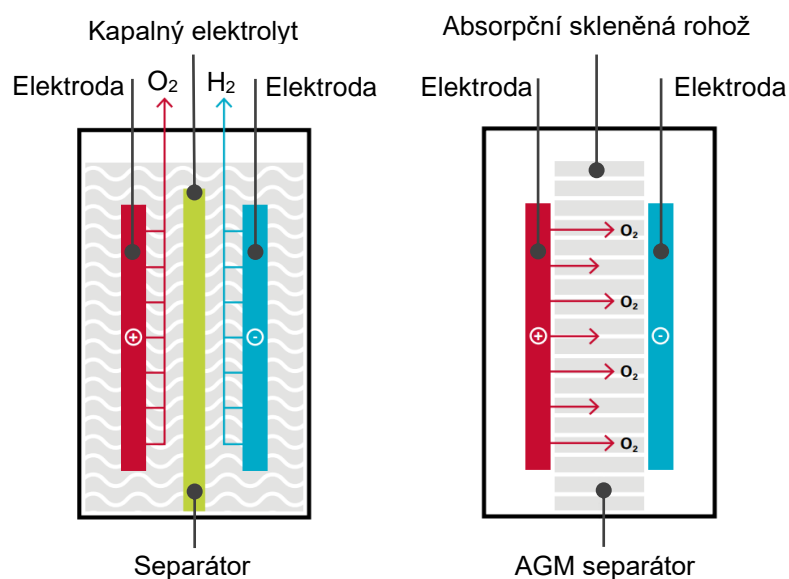 Kapalný elektrolyt
Elektroda O₂ H₂ Elektroda
+ -
Separátor
Absorpční skleněná rohož
Elektroda Elektroda
O₂
O₂
+ -
O₂
O₂
AGM separátor